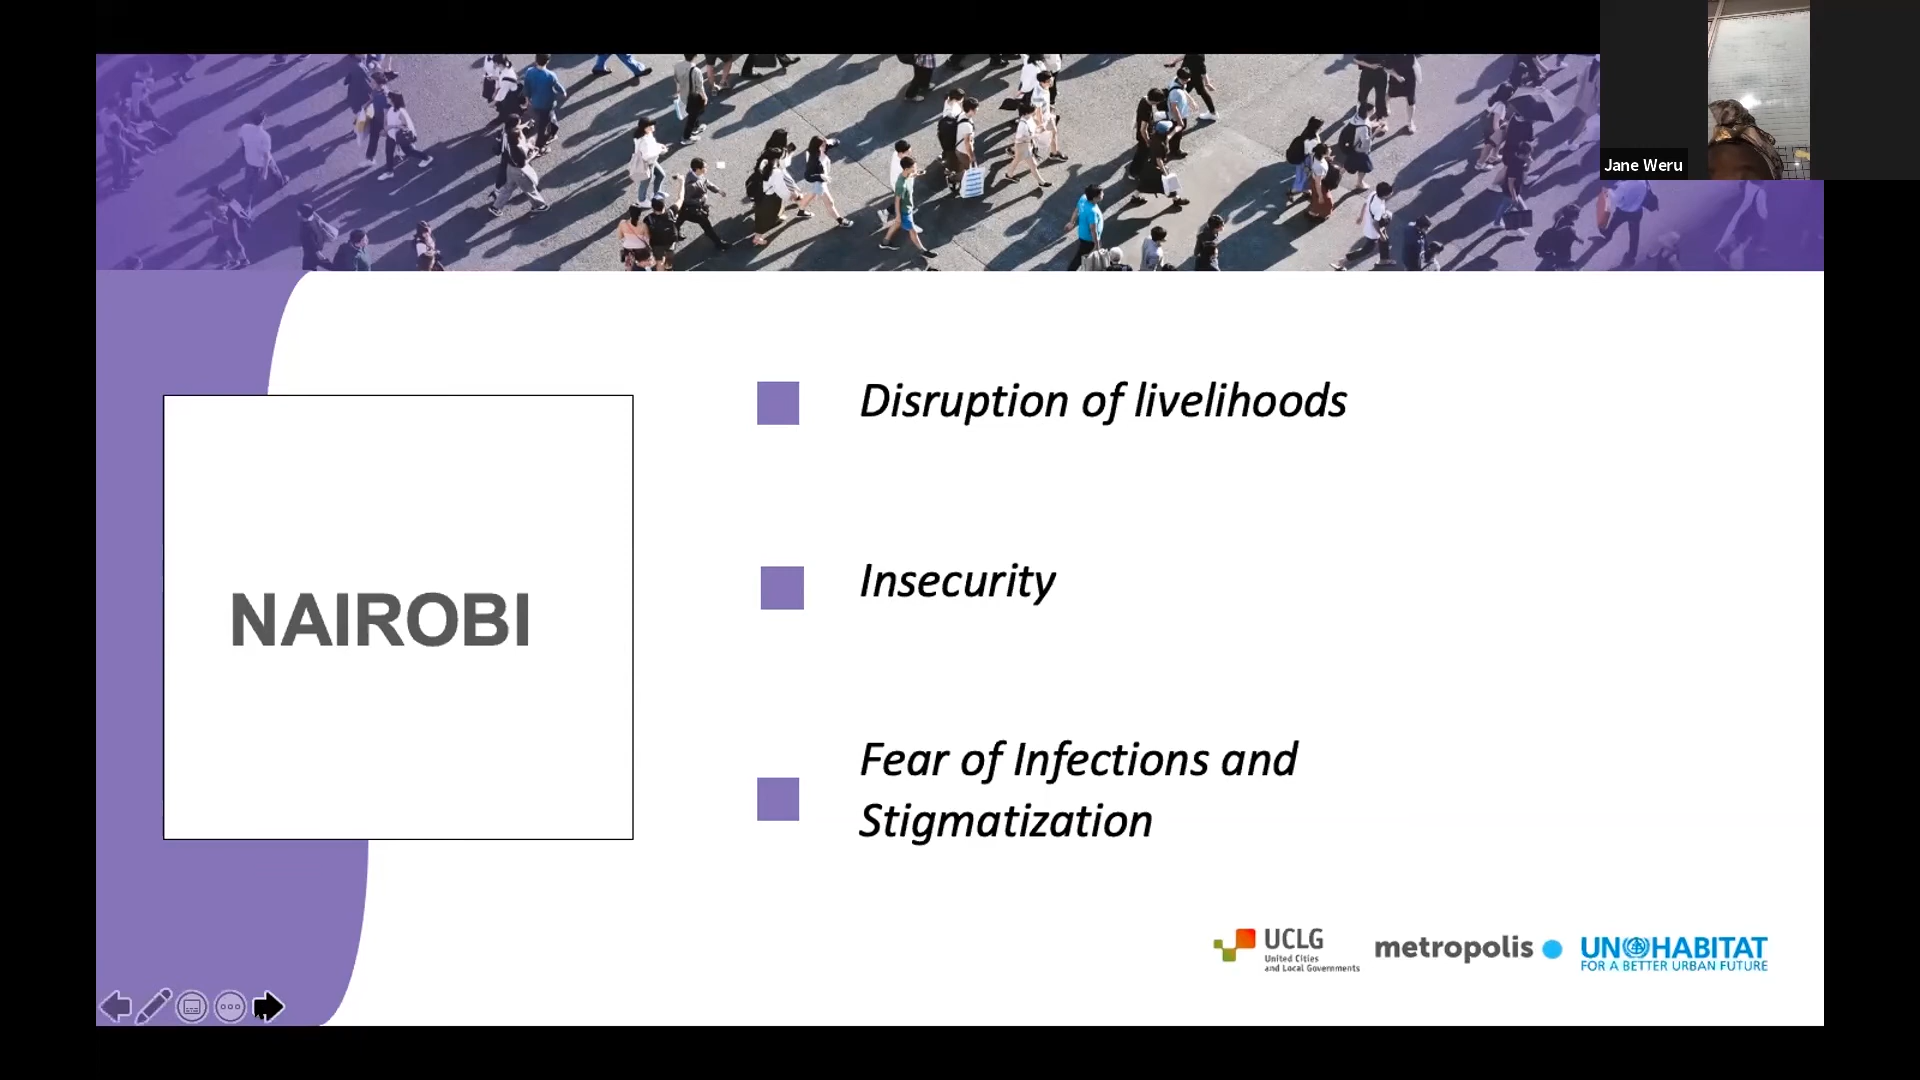 Jane Weru
Disruption of livelihoods
NAIROBI
Insecurity
Fear of Infections and
Stigmatization
UCLG
United Cities
and Local Governments
metropolis
UN HABITAT
FOR A BETTER URBAN FUTURE